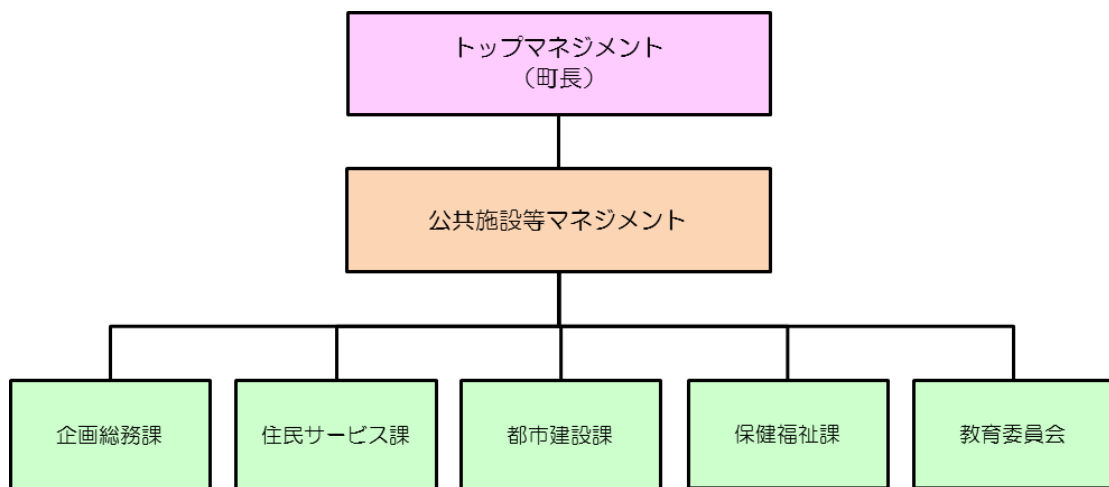 トップマネジメント
（町長）
公共施設等マネジメント
企画総務課
住民サービス課
都市建設課
保健福祉課
教育委員会